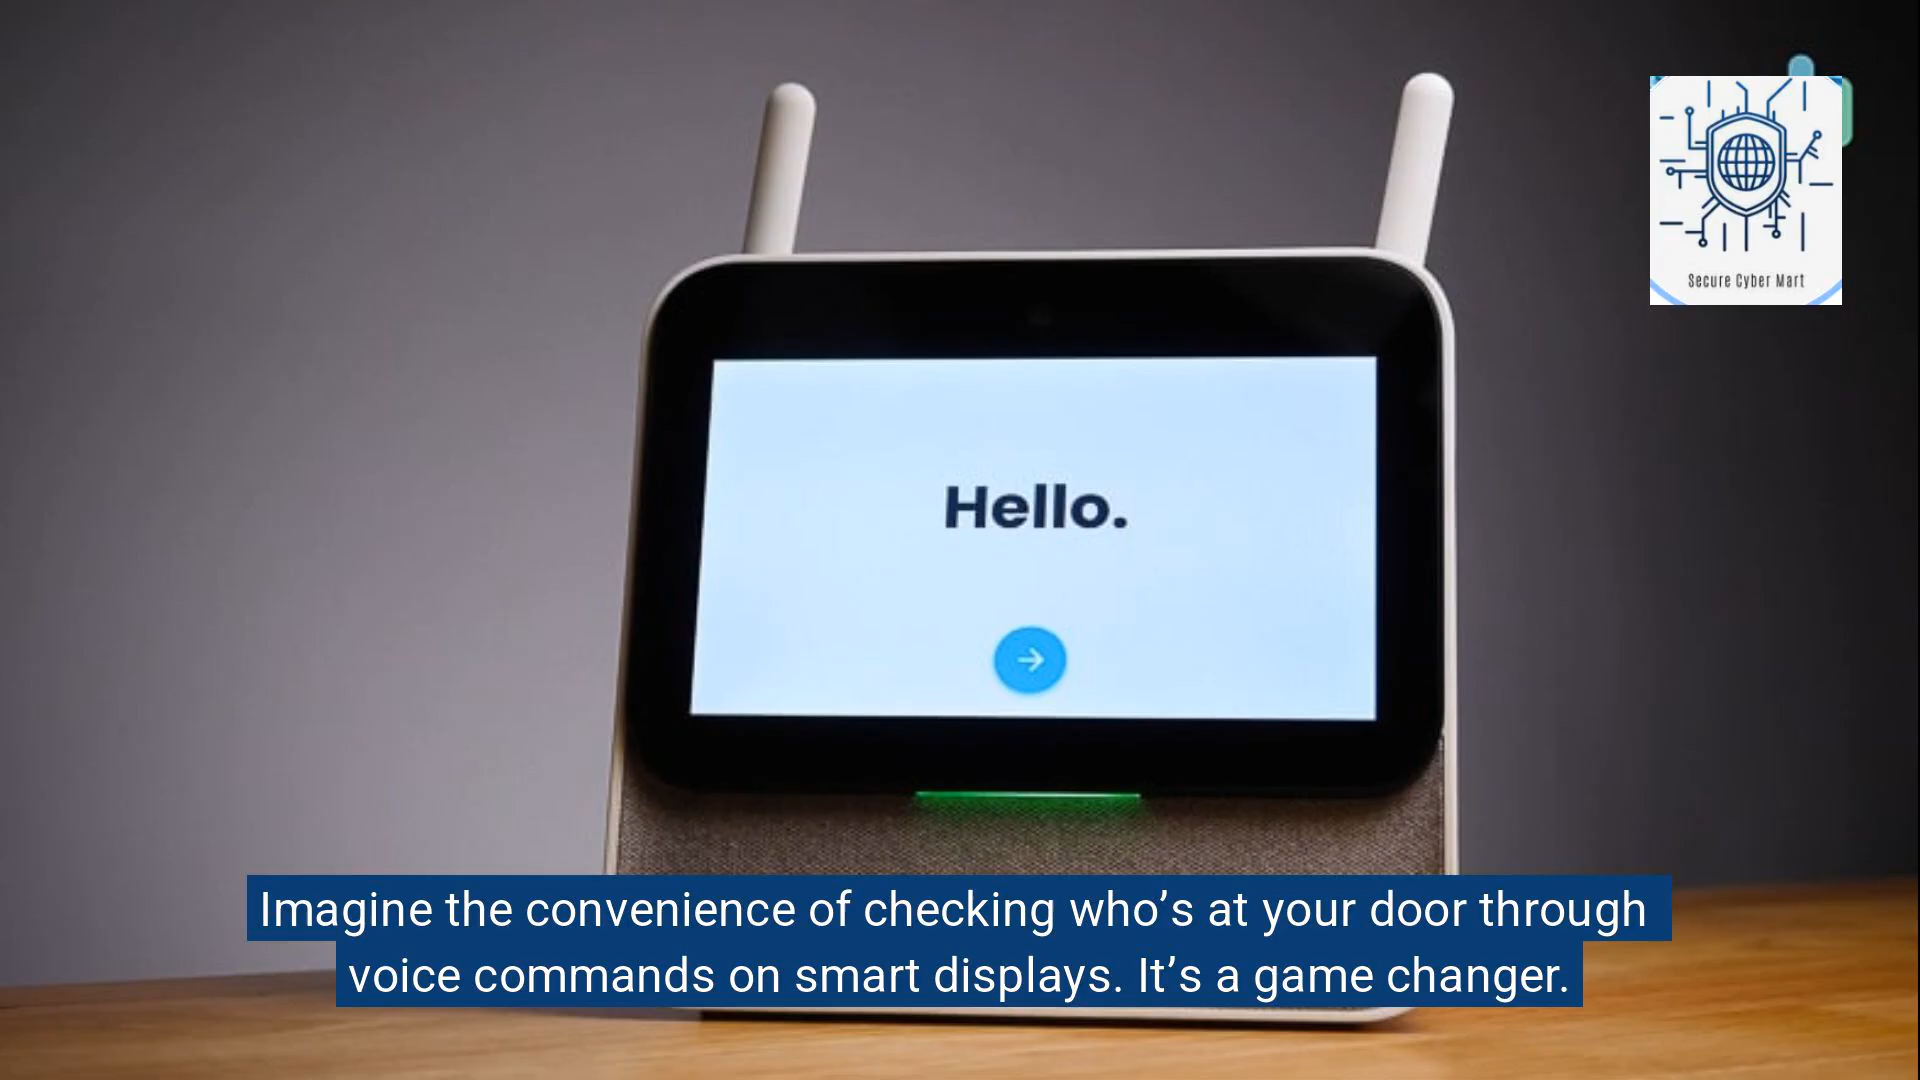 Secure Cyber Mart
Hello.
Imagine the convenience of checking who’s at your door through
voice commands on smart displays. It’s a game changer.